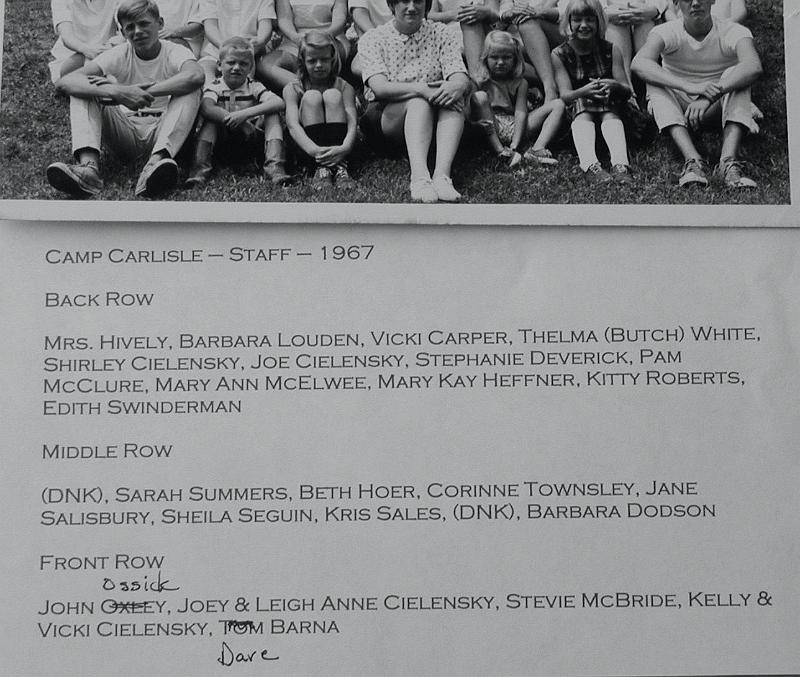 CAMP CARLISLE – STAFF – 1967
BACK ROW
MRS. HIVELY, BARBARA LOUDEN, VICKI CARPER, THELMA (BUTCH) WHITE,
SHIRLEY CIELENSKY, JOE CIELENSKY, STEPHANIE DEVERICK, PAM
MCCLURE, MARY ANN MCELWEE, MARY KAY HEFFNER, KITTY ROBERTS,
EDITH SWINDERMAN
MIDDLE ROW
(DNK), SARAH SUMMERS, BETH HOER, CORINNE TOWNSLEY, JANE
SALISBURY, SHEILA SEGUIN, KRIS SALES, (DNK), BARBARA DODSON
FRONT ROW
Ossick
JOHN OXLEY, JOEY & LEIGH ANNE CIELENSKY, STEVIE MCBRIDE, KELLY &
VICKI CIELENSKY, TOM BARNA
Dave